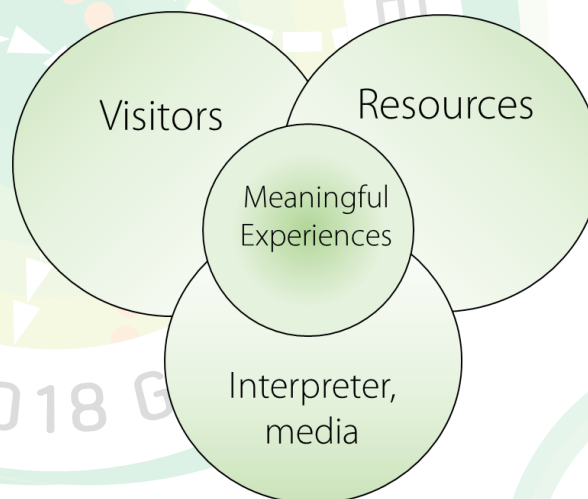 Visitors
Resources
Meaningful
Experiences
Interpreter,
media
018 G